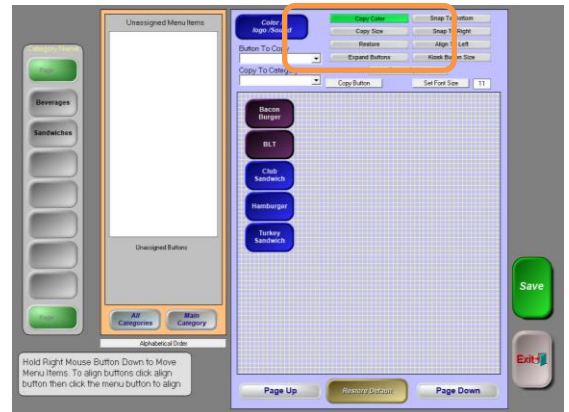 Unassigned Menu Items
Color /
logo /Sound
Copy Color
Snap To Bottom
Copy Size
Snap To Right
Button To Copy
Restore
Align To Left
Expand Buttons
Kiosk Button Size
Copy To Category
Copy Button
Set Font Size
11
Category Name
Page
Beverages
Sandwiches
Page
Bacon
Burger
BLT
Club
Sandwich
Hamburger
Turkey
Sandwich
Unassigned Buttons
All
Categories
Main
Category
Alphabetical Order
Hold Right Mouse Button Down to Move
Menu Items. To align buttons click align
button then click the menu button to align
Page Up
Restore Default
Page Down
Save
Exit